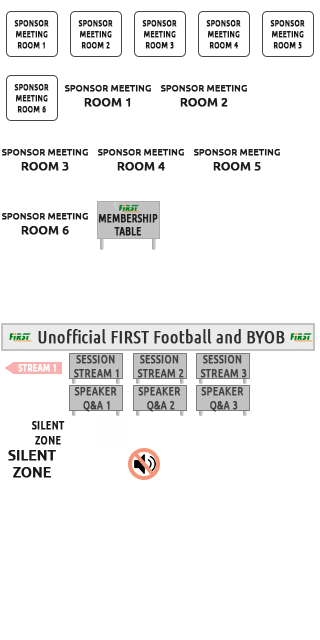 SPONSOR MEETING ROOM 1
SPONSOR MEETING ROOM 2
SPONSOR MEETING ROOM 3
SPONSOR MEETING ROOM 4
SPONSOR MEETING ROOM 5
SPONSOR MEETING ROOM 6
SPONSOR MEETING
ROOM 1
SPONSOR MEETING
ROOM 2
SPONSOR MEETING
ROOM 3
SPONSOR MEETING
ROOM 4
SPONSOR MEETING
ROOM 5
SPONSOR MEETING
ROOM 6
FIRST
MEMBERSHIP
TABLE
FIRST Unofficial FIRST Football and BYOB FIRST
STREAM 1
SESSION
STREAM 1
SESSION
STREAM 2
SESSION
STREAM 3
SPEAKER
Q&A 1
SPEAKER
Q&A 2
SPEAKER
Q&A 3
SILENT
ZONE
SILENT
ZONE